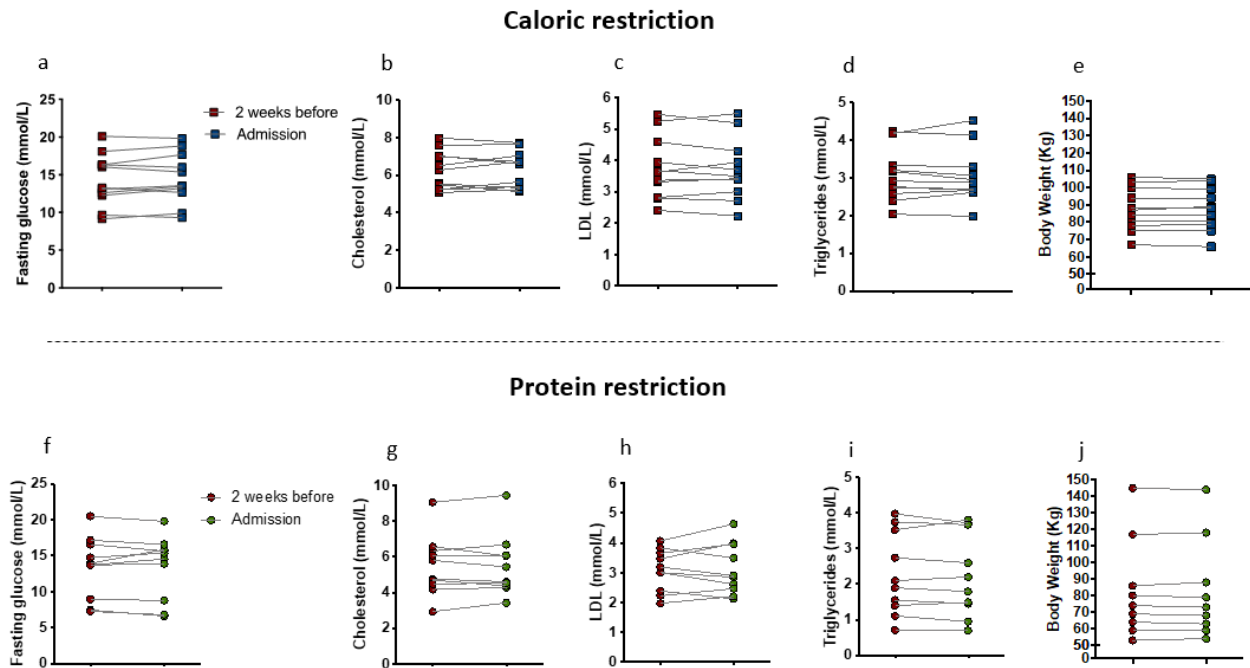 Caloric restriction
a
b
c
d
e
Fasting glucose (mmol/L)
25
20
15
10
5
0
2 weeks before
Admission
Cholesterol (mmol/L)
10
8
6
4
2
0
LDL (mmol/L)
6
5
4
3
2
1
0
Triglycerides (mmol/L)
5
4
3
2
1
0
Body Weight (Kg)
150
140
130
120
110
100
90
80
70
60
50
0
Protein restriction
f
g
h
i
j
Fasting glucose (mmol/L)
25
20
15
10
5
0
2 weeks before
Admission
Cholesterol (mmol/L)
10
8
6
4
2
0
LDL (mmol/L)
6
5
4
3
2
1
0
Triglycerides (mmol/L)
5
4
3
2
1
0
Body Weight (Kg)
150
140
130
120
110
100
90
80
70
60
50
0